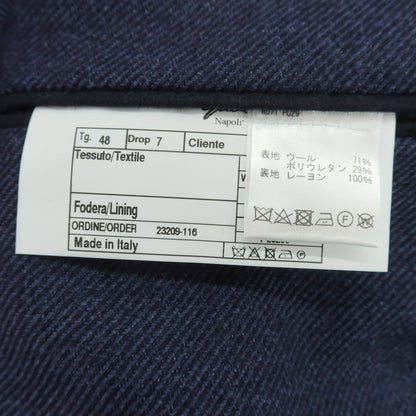 Napoli
Tg. 48 Drop 7 Cliente
Tessuto/Textile
Fodera/Lining
ORDINE/ORDER 23209-116
Made in Italy
表地 ウール 71%
ポリウレタン 29%
裏地 レーヨン 100%